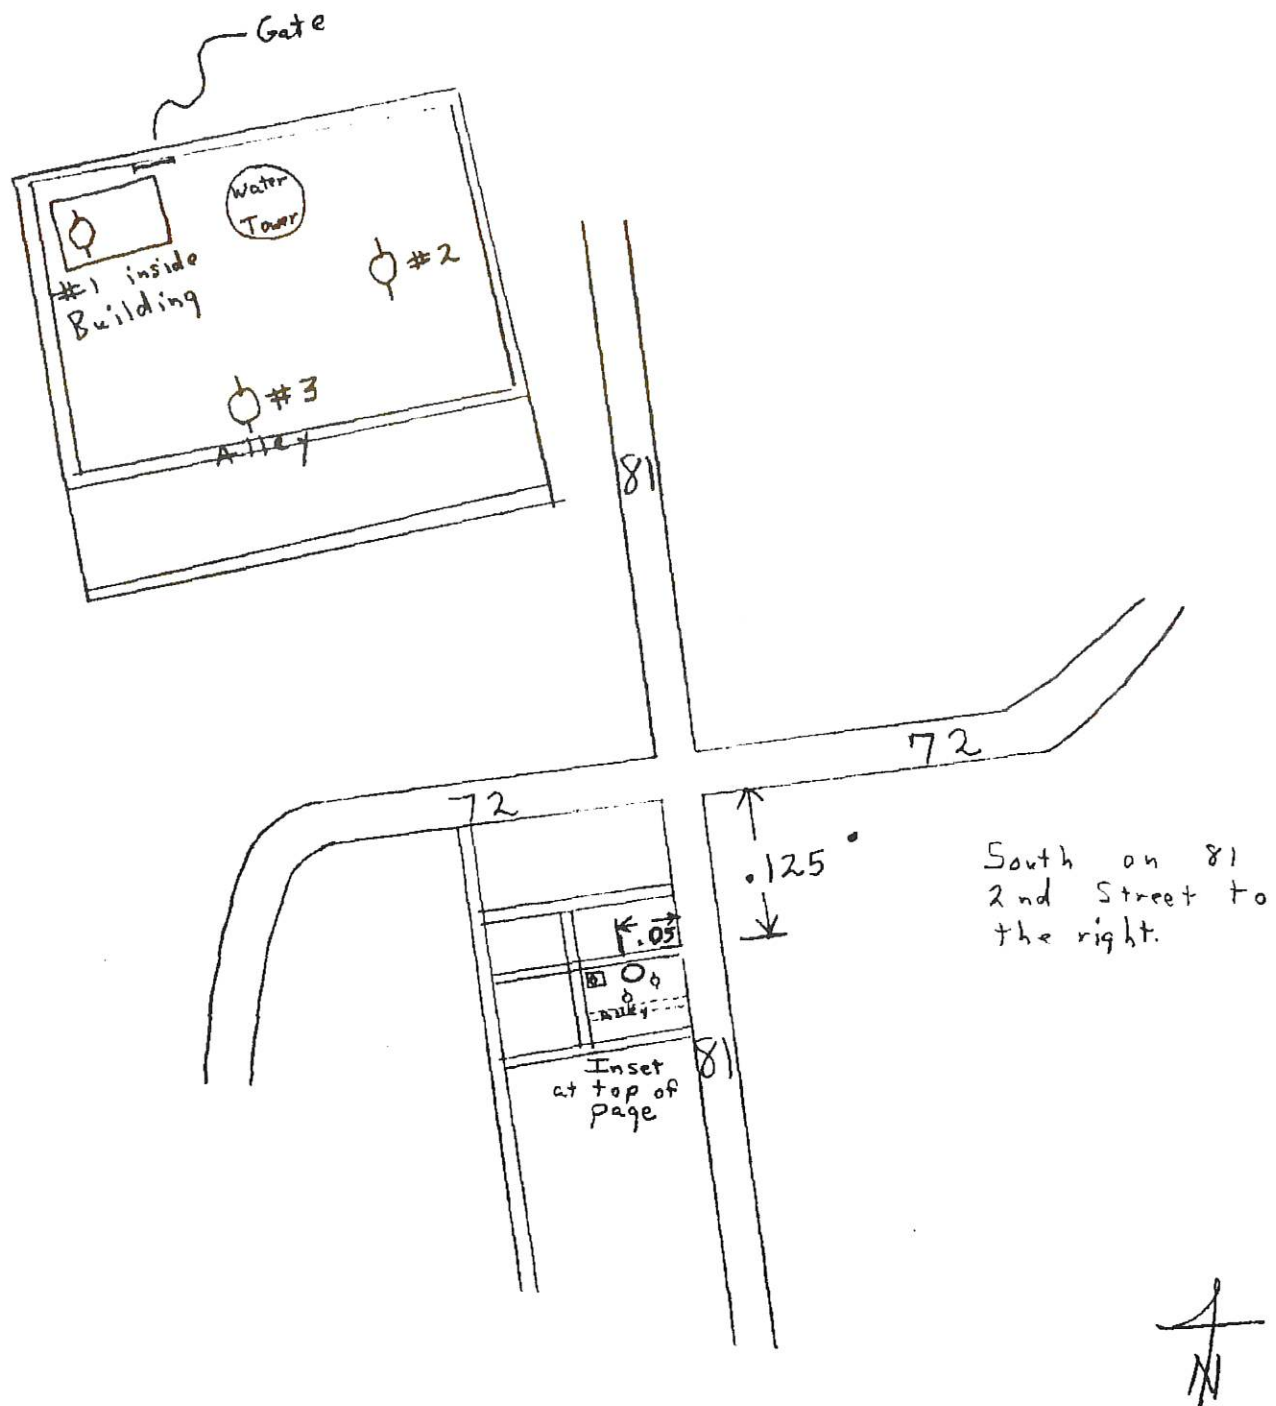 Gate
Water
Tower
#2
#1 inside
Building
#3
Alley
81
72
72
.125
South on 81
2nd Street to
the right.
.05
Alley
81
Inset
at top of
page
N